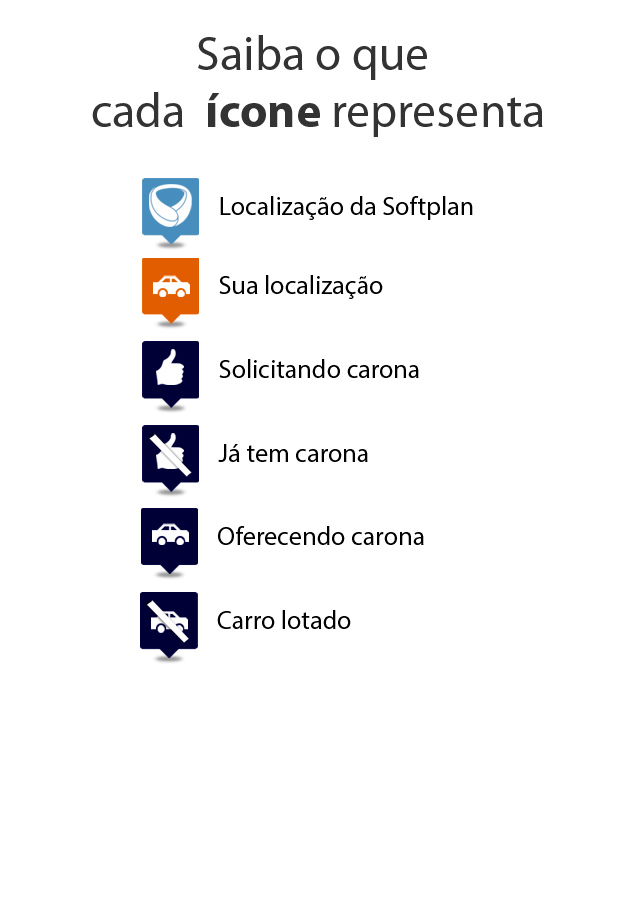 Saiba o que
cada ícone representa
Localização da Softplan
Sua localização
Solicitando carona
Já tem carona
Oferecendo carona
Carro lotado